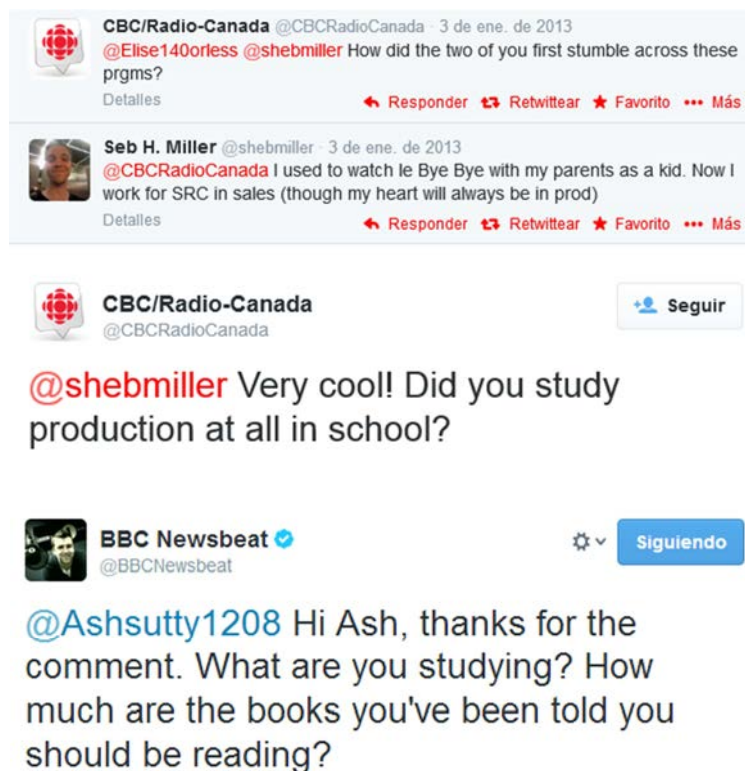 CBC/Radio-Canada @CBCRadioCanada · 3 de ene. de 2013
@Elise140orless @shebmiller How did the two of you first stumble across these
prgms?
Detalles Responder Retwittear Favorito ••• Más
Seb H. Miller @shebmiller · 3 de ene. de 2013
@CBCRadioCanada I used to watch le Bye Bye with my parents as a kid. Now I
work for SRC in sales (though my heart will always be in prod)
Detalles Responder Retwittear Favorito ••• Más
CBC/Radio-Canada
@CBCRadioCanada
Seguir
@shebmiller Very cool! Did you study
production at all in school?
BBC Newsbeat
@BBCNewsbeat
Siguiendo
@Ashsutty1208 Hi Ash, thanks for the
comment. What are you studying? How
much are the books you've been told you
should be reading?